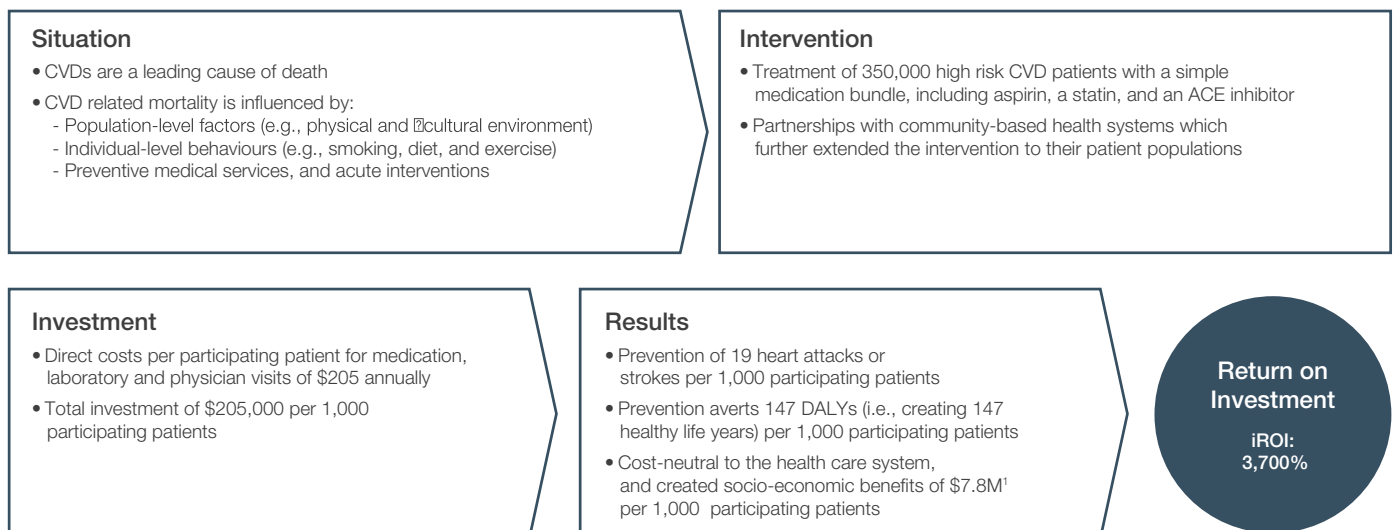 Situation
• CVDs are a leading cause of death
• CVD related mortality is influenced by:
- Population-level factors (e.g., physical and �cultural environment)
- Individual-level behaviours (e.g., smoking, diet, and exercise)
- Preventive medical services, and acute interventions
Intervention
• Treatment of 350,000 high risk CVD patients with a simple
medication bundle, including aspirin, a statin, and an ACE inhibitor
• Partnerships with community-based health systems which
further extended the intervention to their patient populations
Investment
• Direct costs per participating patient for medication,
laboratory and physician visits of $205 annually
• Total investment of $205,000 per 1,000
participating patients
Results
• Prevention of 19 heart attacks or
strokes per 1,000 participating patients
• Prevention averts 147 DALYs (i.e., creating 147
healthy life years) per 1,000 participating patients
• Cost-neutral to the health care system,
and created socio-economic benefits of $7.8M¹
per 1,000 participating patients
Return on
Investment
iROI:
3,700%